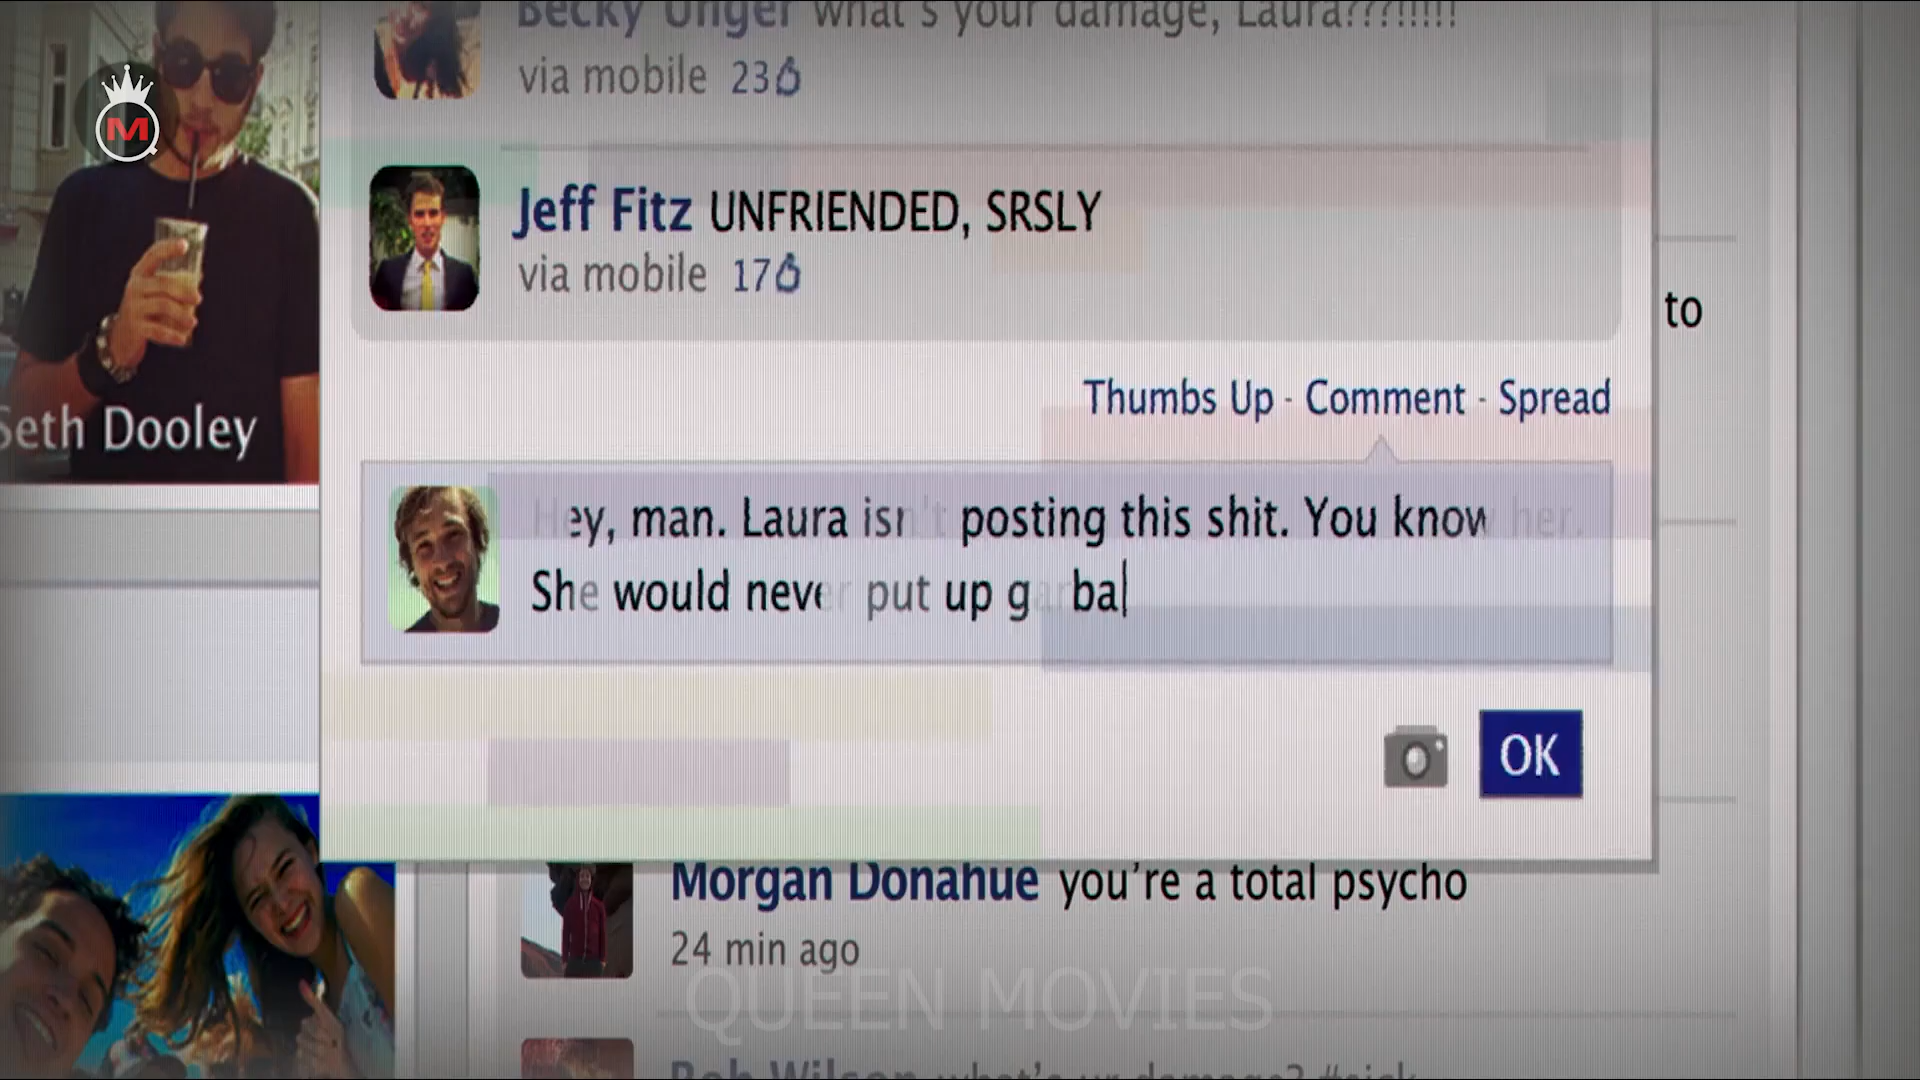 Becky Unger what's your damage, Laura???!!!!!
via mobile 23
M
Jeff Fitz UNFRIENDED, SRSLY
via mobile 17
to
Thumbs Up · Comment · Spread
Seth Dooley
Hey, man. Laura isn't posting this shit. You know her.
She would never put up garba
OK
Morgan Donahue you're a total psycho
24 min ago
QUEEN MOVIES
Bob Wilson what's ur damage? #sick